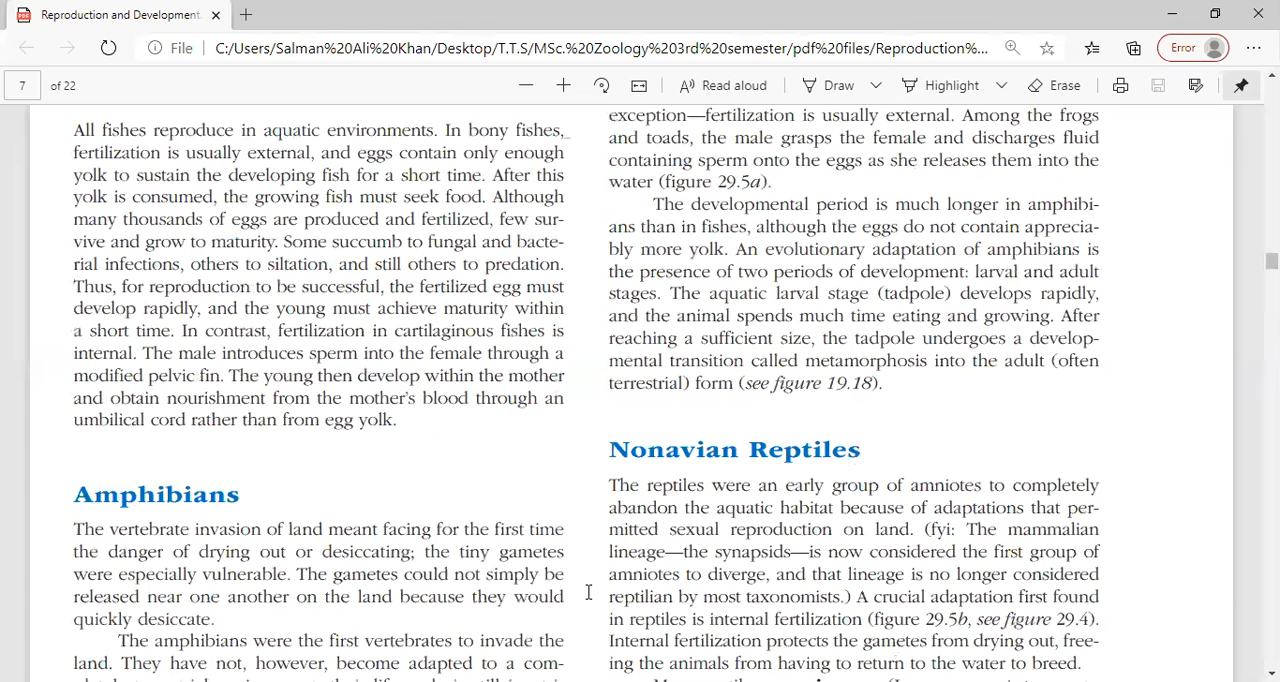 Reproduction and Development
File
C:/Users/Salman%20Ali%20Khan/Desktop/T.T.S/MSc.%20Zoology%203rd%20semester/pdf%20files/Reproduction%...
Error
7 of 22
Read aloud
Draw
Highlight
Erase
All fishes reproduce in aquatic environments. In bony fishes,
fertilization is usually external, and eggs contain only enough
yolk to sustain the developing fish for a short time. After this
yolk is consumed, the growing fish must seek food. Although
many thousands of eggs are produced and fertilized, few sur-
vive and grow to maturity. Some succumb to fungal and bacte-
rial infections, others to siltation, and still others to predation.
Thus, for reproduction to be successful, the fertilized egg must
develop rapidly, and the young must achieve maturity within
a short time. In contrast, fertilization in cartilaginous fishes is
internal. The male introduces sperm into the female through a
modified pelvic fin. The young then develop within the mother
and obtain nourishment from the mother's blood through an
umbilical cord rather than from egg yolk.
Amphibians
The vertebrate invasion of land meant facing for the first time
the danger of drying out or desiccating; the tiny gametes
were especially vulnerable. The gametes could not simply be
released near one another on the land because they would
quickly desiccate.
The amphibians were the first vertebrates to invade the
land. They have not, however, become adapted to a com-
exception—fertilization is usually external. Among the frogs
and toads, the male grasps the female and discharges fluid
containing sperm onto the eggs as she releases them into the
water (figure 29.5a).
The developmental period is much longer in amphibi-
ans than in fishes, although the eggs do not contain apprecia-
bly more yolk. An evolutionary adaptation of amphibians is
the presence of two periods of development: larval and adult
stages. The aquatic larval stage (tadpole) develops rapidly,
and the animal spends much time eating and growing. After
reaching a sufficient size, the tadpole undergoes a develop-
mental transition called metamorphosis into the adult (often
terrestrial) form (see figure 19.18).
Nonavian Reptiles
The reptiles were an early group of amniotes to completely
abandon the aquatic habitat because of adaptations that per-
mitted sexual reproduction on land. (fyi: The mammalian
lineage—the synapsids—is now considered the first group of
amniotes to diverge, and that lineage is no longer considered
reptilian by most taxonomists.) A crucial adaptation first found
in reptiles is internal fertilization (figure 29.5b, see figure 29.4).
Internal fertilization protects the gametes from drying out, free-
ing the animals from having to return to the water to breed.